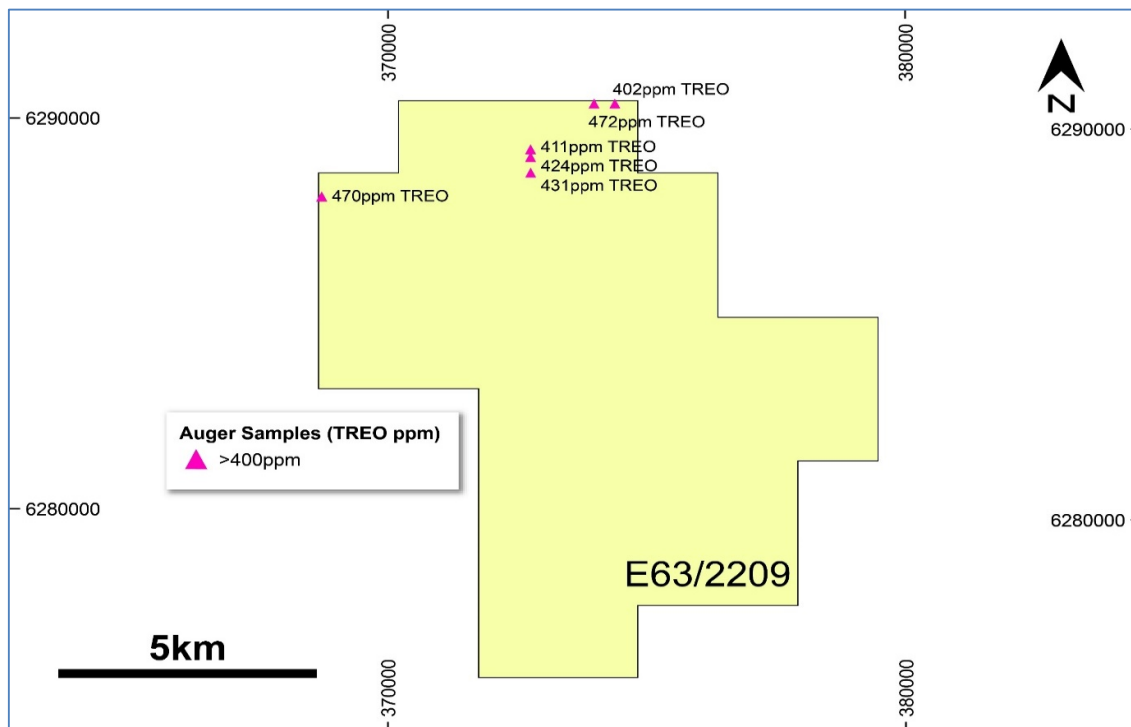 370000
380000
402ppm TREO
6290000
472ppm TREO
6290000
N
411ppm TREO
424ppm TREO
431ppm TREO
470ppm TREO
Auger Samples (TREO ppm)
>400ppm
6280000
6280000
E63/2209
5km
370000
380000